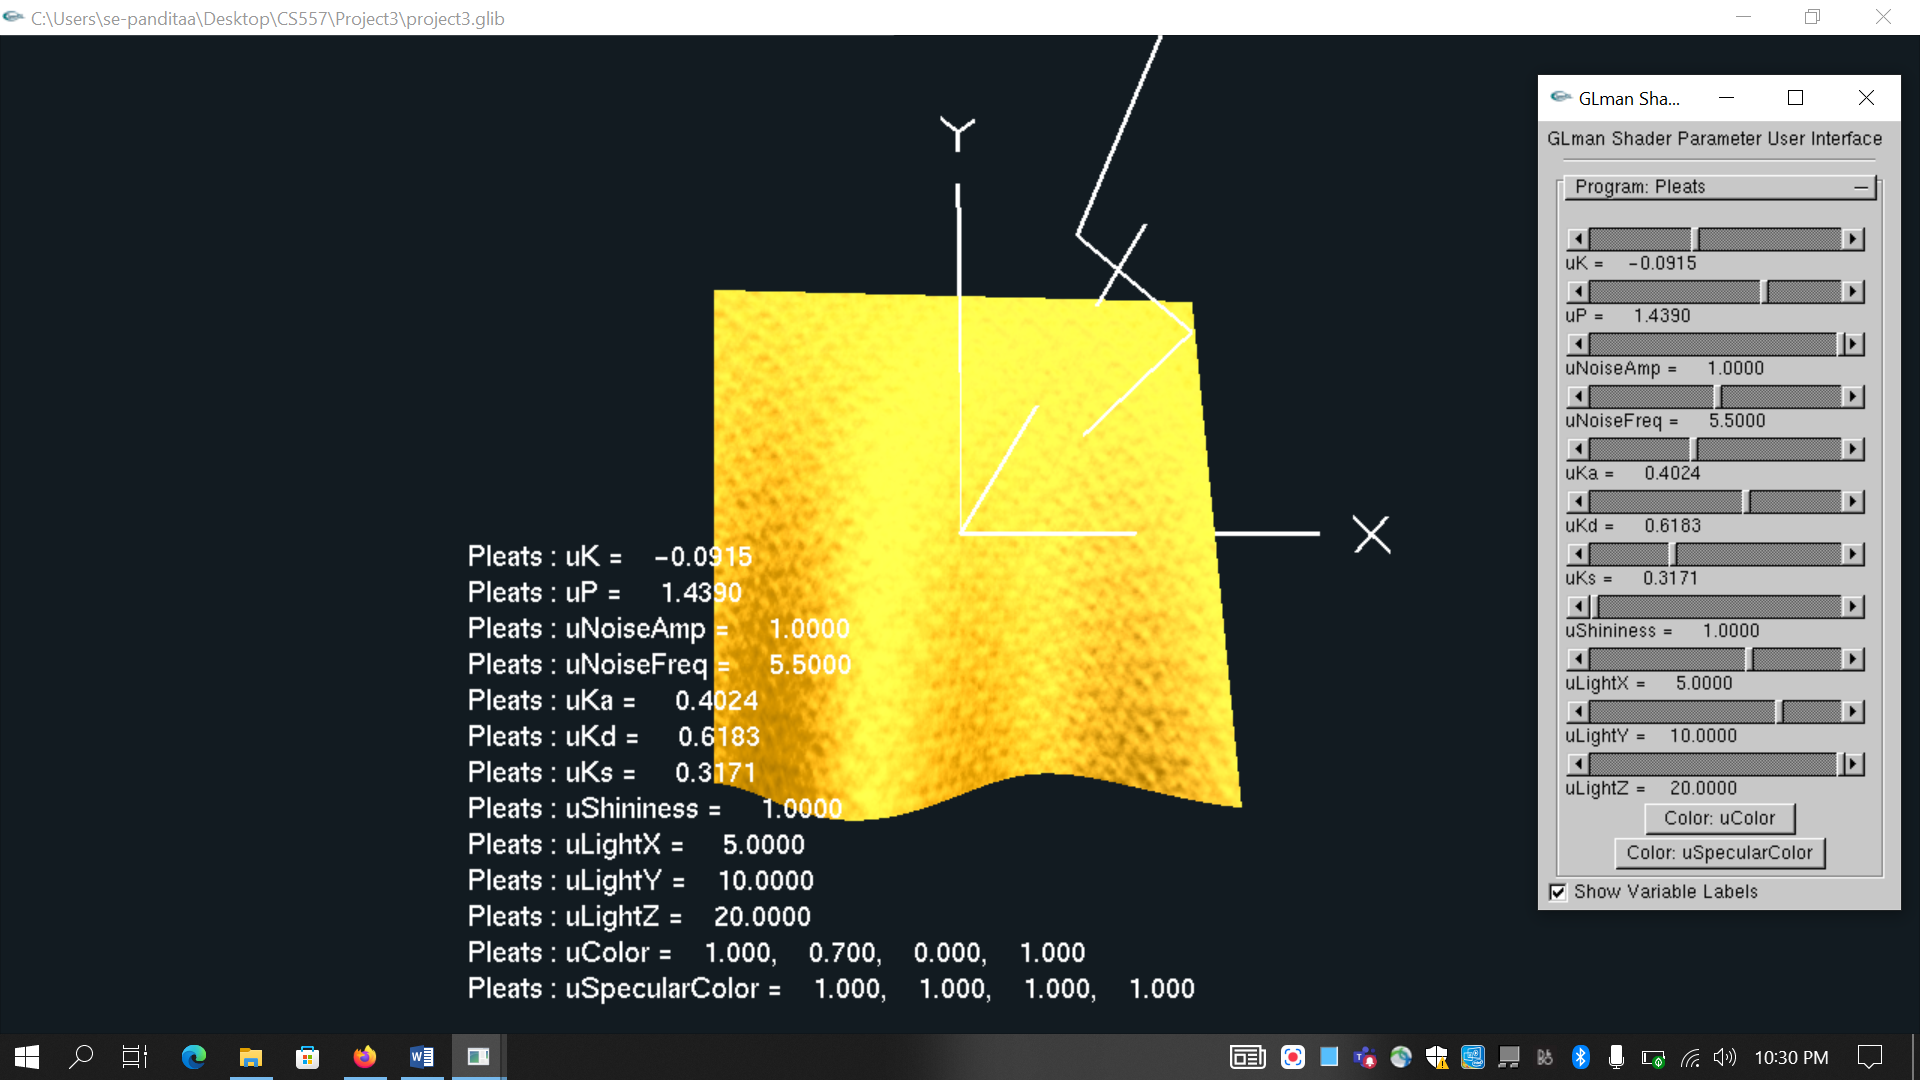 C:\Users\se-panditaa\Desktop\CS557\Project3\project3.glib
GLman Sha...
GLman Shader Parameter User Interface
Program: Pleats
uK = -0.0915
uP = 1.4390
uNoiseAmp = 1.0000
uNoiseFreq = 5.5000
uKa = 0.4024
uKd = 0.6183
uKs = 0.3171
uShininess = 1.0000
uLightX = 5.0000
uLightY = 10.0000
uLightZ = 20.0000
Color: uColor
Color: uSpecularColor
Show Variable Labels
Y
X
Pleats : uK = -0.0915
Pleats : uP = 1.4390
Pleats : uNoiseAmp = 1.0000
Pleats : uNoiseFreq = 5.5000
Pleats : uKa = 0.4024
Pleats : uKd = 0.6183
Pleats : uKs = 0.3171
Pleats : uShininess = 1.0000
Pleats : uLightX = 5.0000
Pleats : uLightY = 10.0000
Pleats : uLightZ = 20.0000
Pleats : uColor = 1.000, 0.700, 0.000, 1.000
Pleats : uSpecularColor = 1.000, 1.000, 1.000, 1.000
10:30 PM